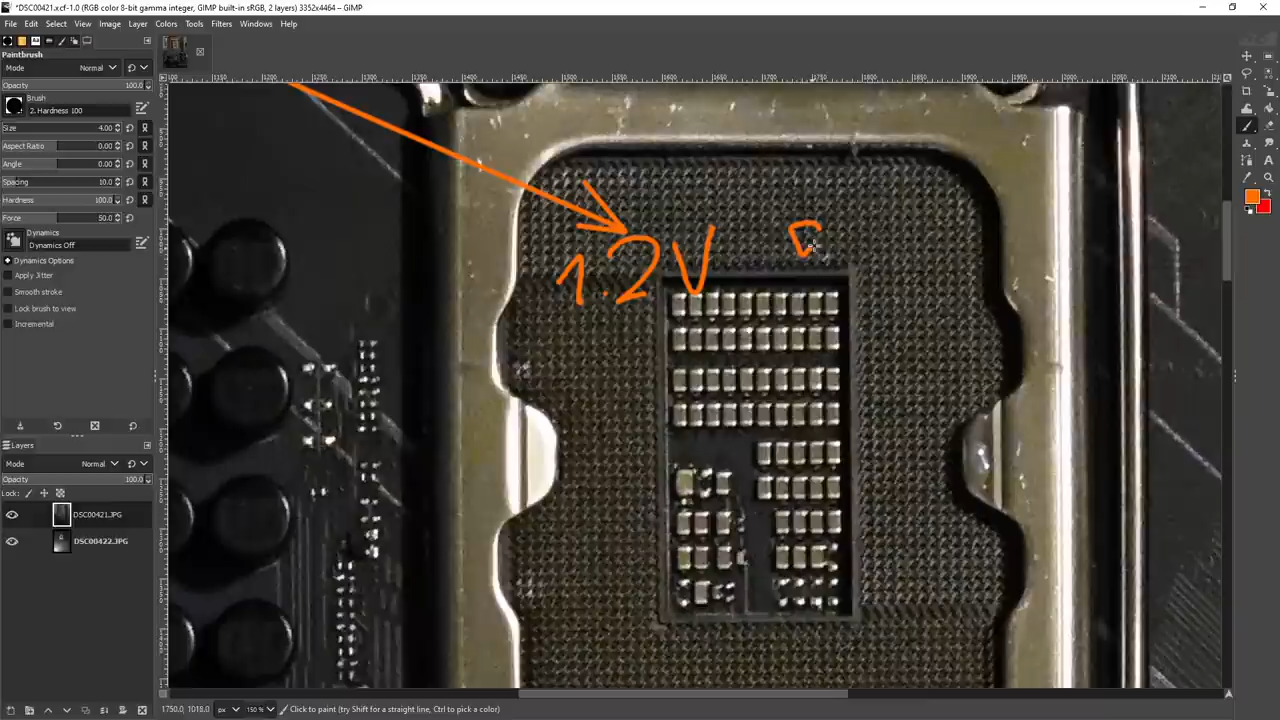 *DSC00421.xcf-1.0 (RGB color 8-bit gamma integer, GIMP built-in sRGB, 2 layers) 3352x4464 – GIMP
File Edit Select View Image Layer Colors Tools Filters Windows Help
Paintbrush
Mode Normal
Opacity 100.0
Brush
2. Hardness 100
Size 4.00
Aspect Ratio 0.00
Angle 0.00
Spacing 10.0
Hardness 100.0
Force 50.0
Dynamics
Dynamics Off
Dynamics Options
Apply Jitter
Smooth stroke
Lock brush to view
Incremental
Layers
Mode Normal
Opacity 100.0
Lock:
DSC00421.JPG
DSC00422.JPG
1.2V
1750.0, 1018.0 px 150 % Click to paint (try Shift for a straight line, Ctrl to pick a color)